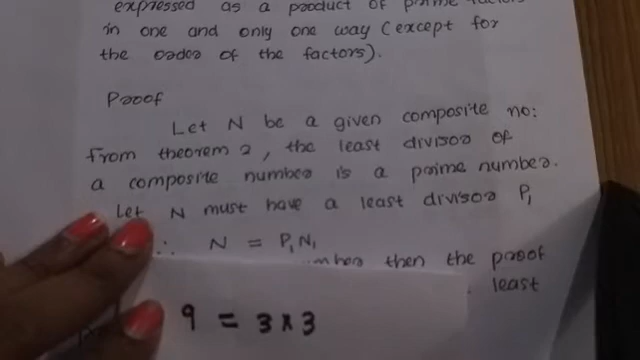 expressed as a product of prime factors
in one and only one way (except for
the order of the factors).
Proof
Let N be a given composite no:
from theorem 2, the least divisor of
a composite number is a prime number.
Let N must have a least divisor P₁
∴ N = P₁N₁
then the proof
least
9 = 3 x 3